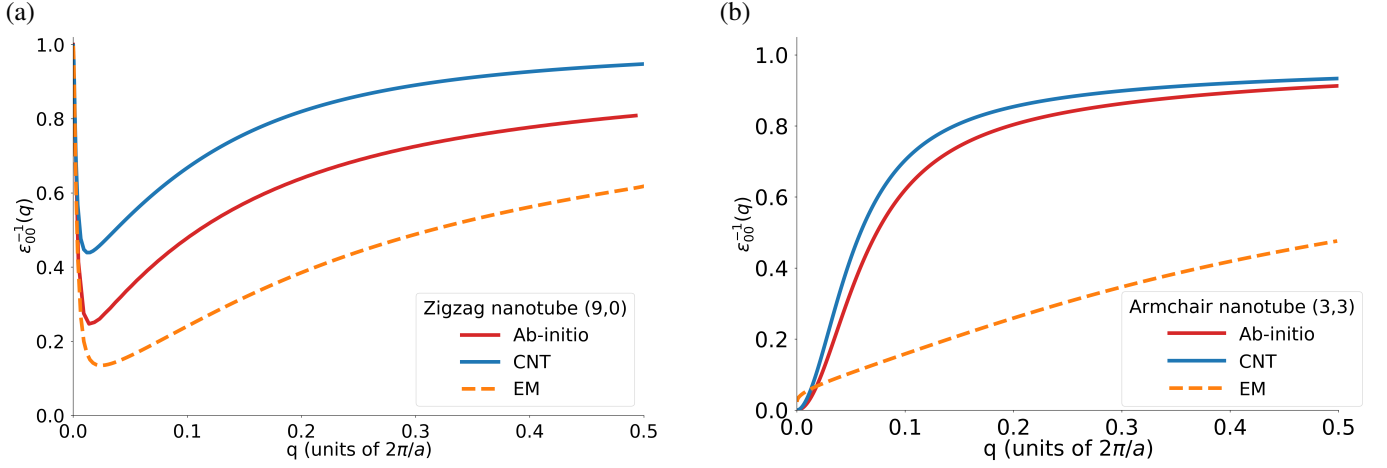 (a)
1.0
0.8
0.6
0.4
0.2
0.0
ε₀₀⁻¹(q)
0.0 0.1 0.2 0.3 0.4 0.5
q (units of 2π/a)
Zigzag nanotube (9,0)
Ab-initio
CNT
EM
(b)
1.0
0.8
0.6
0.4
0.2
0.0
ε₀₀⁻¹(q)
0.0 0.1 0.2 0.3 0.4 0.5
q (units of 2π/a)
Armchair nanotube (3,3)
Ab-initio
CNT
EM